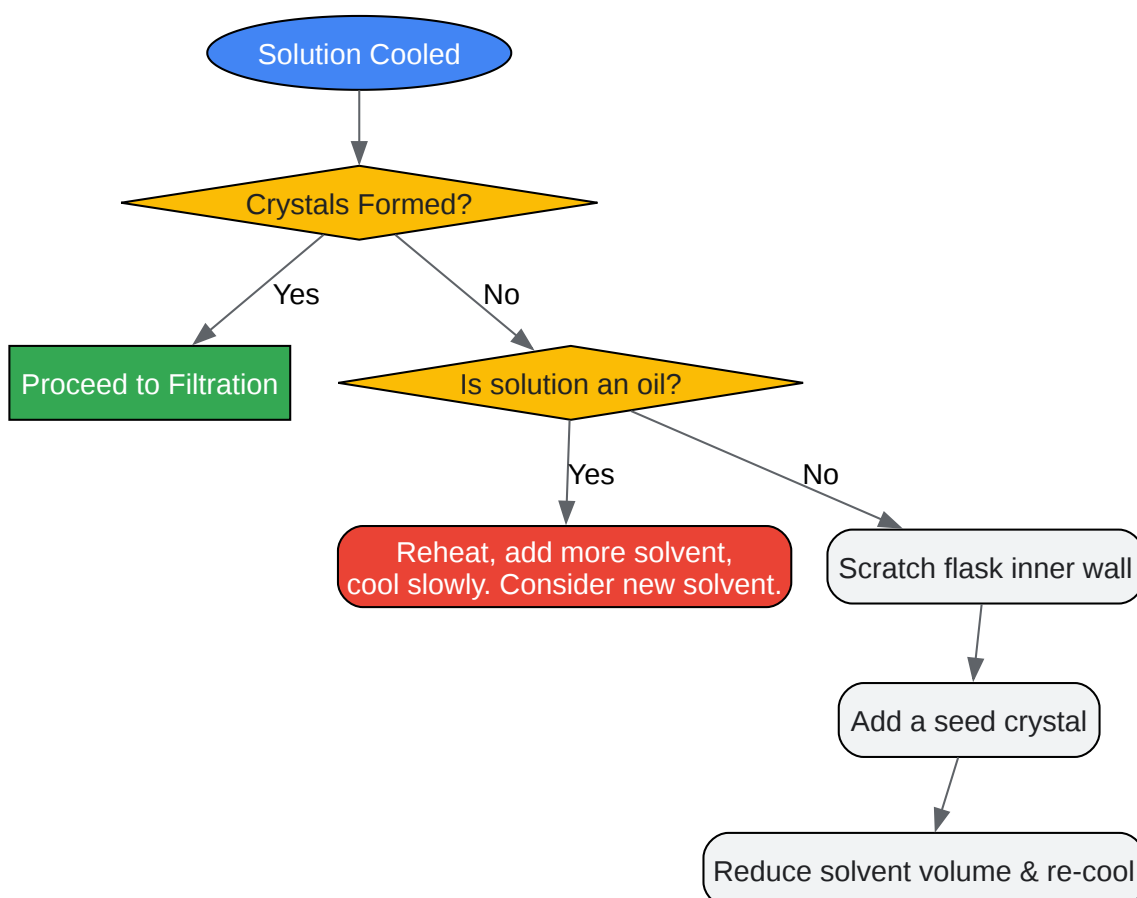 Solution Cooled
Crystals Formed?
Yes
No
Proceed to Filtration
Is solution an oil?
Yes
No
Reheat, add more solvent,
cool slowly. Consider new solvent.
Scratch flask inner wall
Add a seed crystal
Reduce solvent volume & re-cool